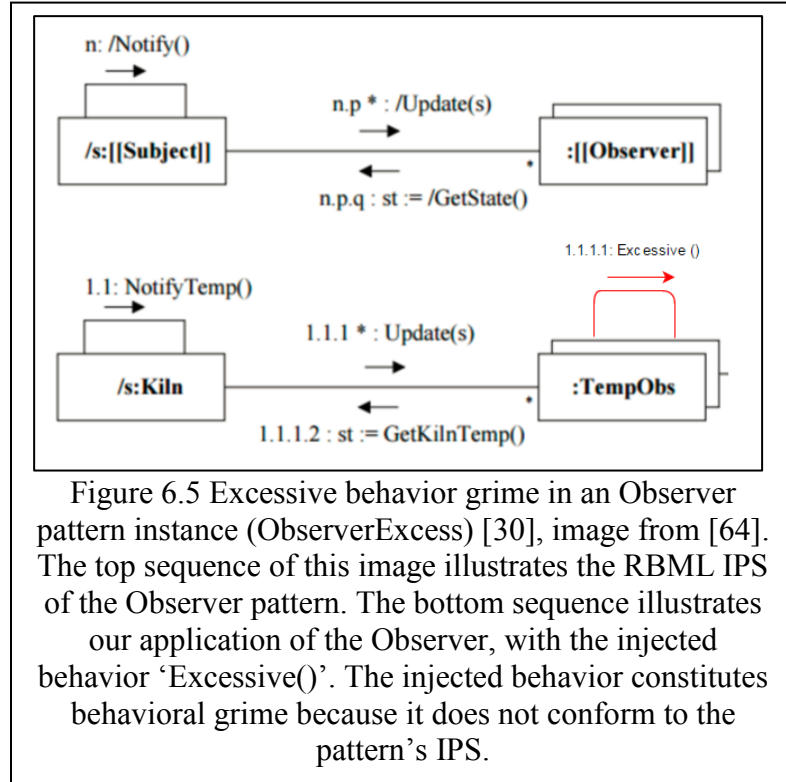 n: /Notify()
n.p * : /Update(s)
/s:[[Subject]]
:[[Observer]]
*
n.p.q : st := /GetState()
1.1.1.1: Excessive ()
1.1: NotifyTemp()
1.1.1 * : Update(s)
/s:Kiln
:TempObs
*
1.1.1.2 : st := GetKilnTemp()
Figure 6.5 Excessive behavior grime in an Observer
pattern instance (ObserverExcess) [30], image from [64].
The top sequence of this image illustrates the RBML IPS
of the Observer pattern. The bottom sequence illustrates
our application of the Observer, with the injected
behavior ‘Excessive()’. The injected behavior constitutes
behavioral grime because it does not conform to the
pattern’s IPS.